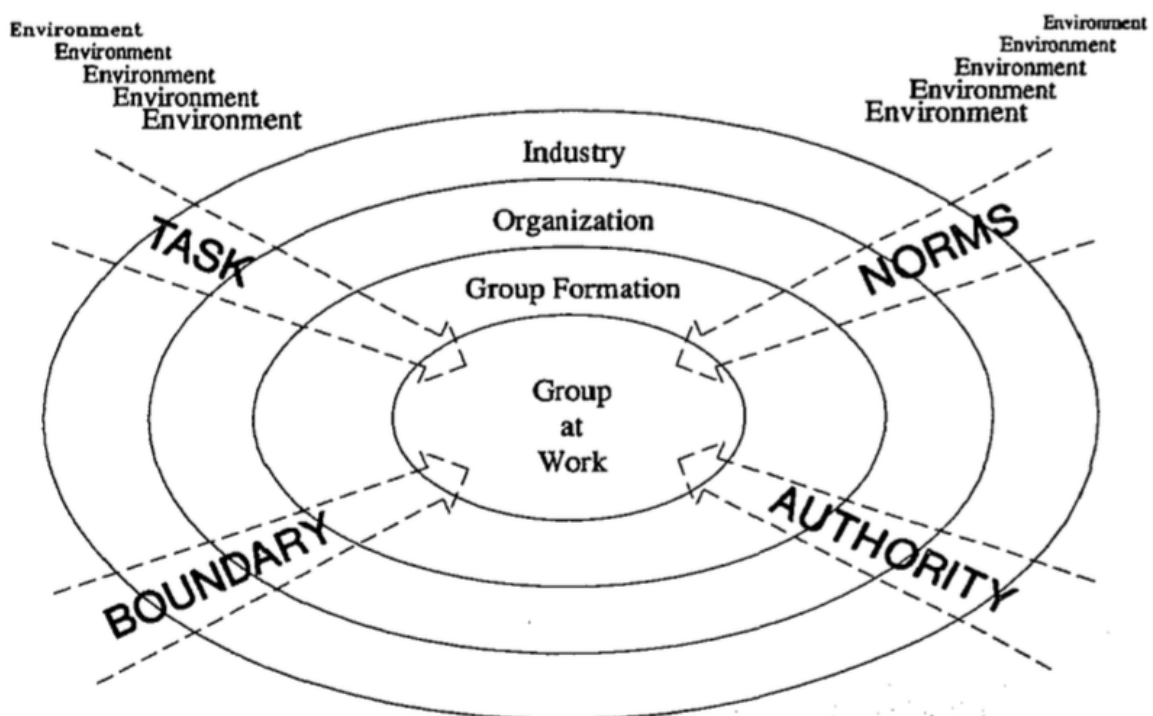 Environment
Environment
Environment
Environment
Environment
Environment
Environment
Environment
Environment
Environment
Industry
Organization
Group Formation
TASK
NORMS
Group
at
Work
BOUNDARY
AUTHORITY